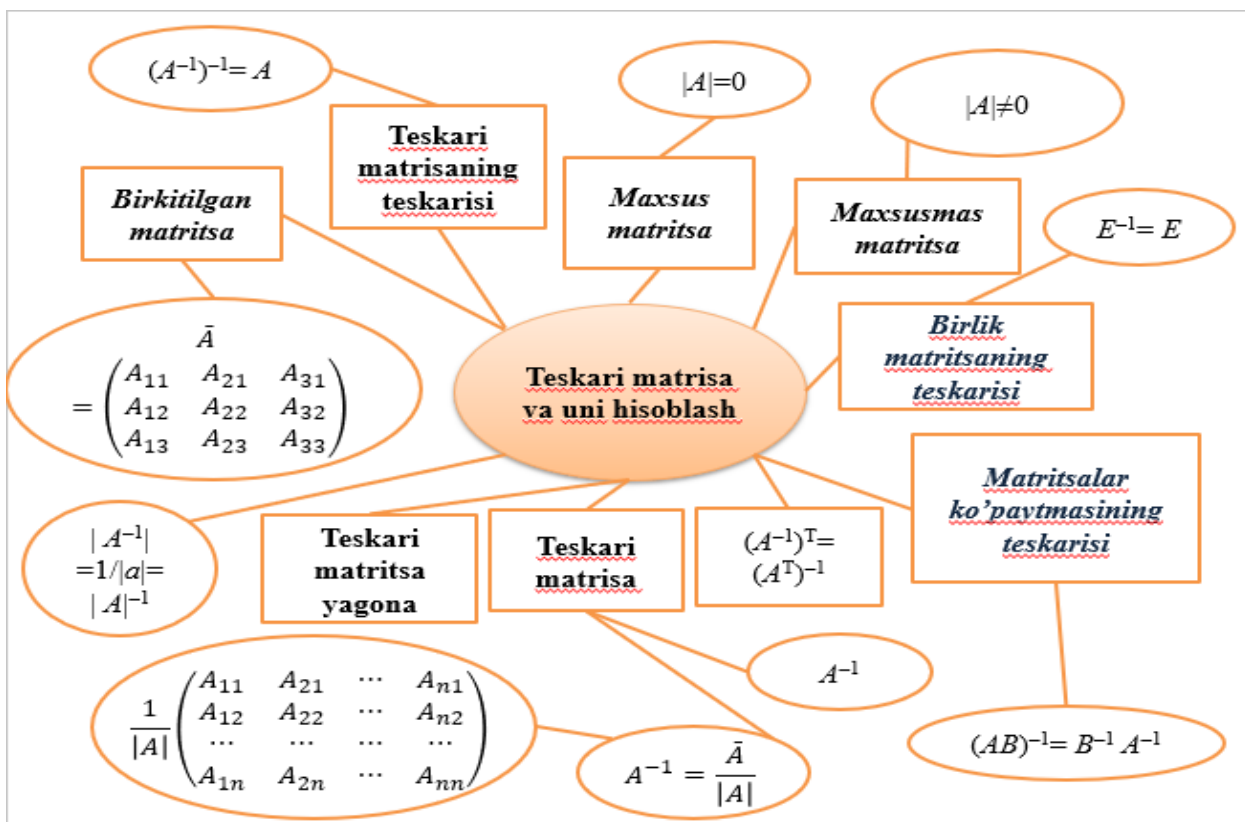 (A⁻¹)⁻¹= A
|A|=0
|A|≠0
Teskari
matrisaning
teskarisi
Birkitilgan
matritsa
Maxsus
matritsa
Maxsusmas
matritsa
E⁻¹= E
Ā
= (A₁₁ A₂₁ A₃₁
A₁₂ A₂₂ A₃₂
A₁₃ A₂₃ A₃₃)
Teskari matrisa
va uni hisoblash
Birlik
matritsaning
teskarisi
| A⁻¹|
=1/|a|=
| A|⁻¹
Teskari
matritsa
yagona
Teskari
matrisa
(A⁻¹)ᵀ=
(Aᵀ)⁻¹
Matritsalar
ko’paytmasining
teskarisi
1/|A| (A₁₁ A₂₁ ⋯ Aₙ₁
A₁₂ A₂₂ ⋯ Aₙ₂
⋯ ⋯ ⋯ ⋯
A₁ₙ A₂ₙ ⋯ Aₙₙ)
A⁻¹
A⁻¹ = Ā/|A|
(AB)⁻¹= B⁻¹ A⁻¹